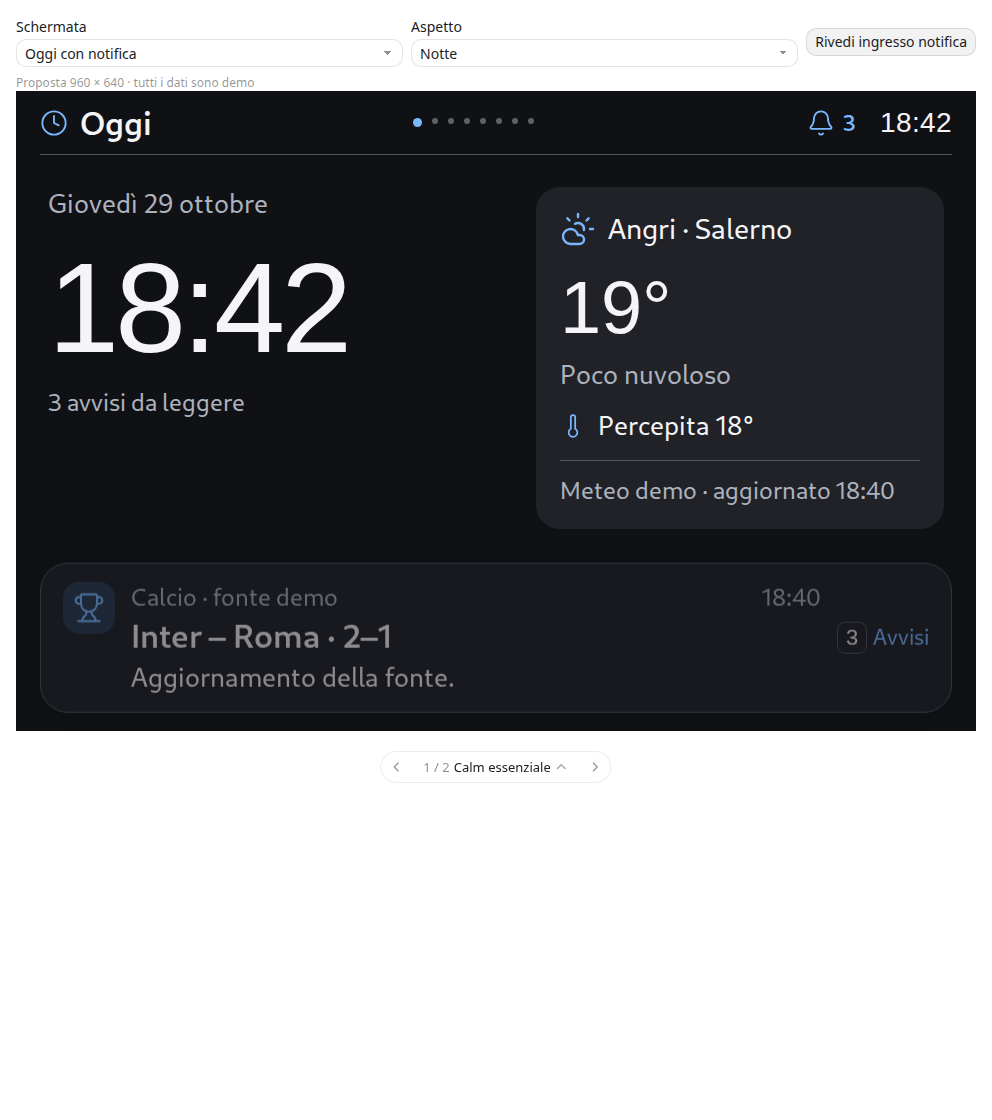 Schermata
Aspetto
Oggi con notifica
Notte
Rivedi ingresso notifica
Proposta 960 × 640 · tutti i dati sono demo
Oggi
3
18:42
Giovedì 29 ottobre
18:42
3 avvisi da leggere
Angri · Salerno
19°
Poco nuvoloso
Percepita 18°
Meteo demo · aggiornato 18:40
Calcio · fonte demo
18:40
Inter – Roma · 2–1
3 Avvisi
Aggiornamento della fonte.
1 / 2 Calm essenziale